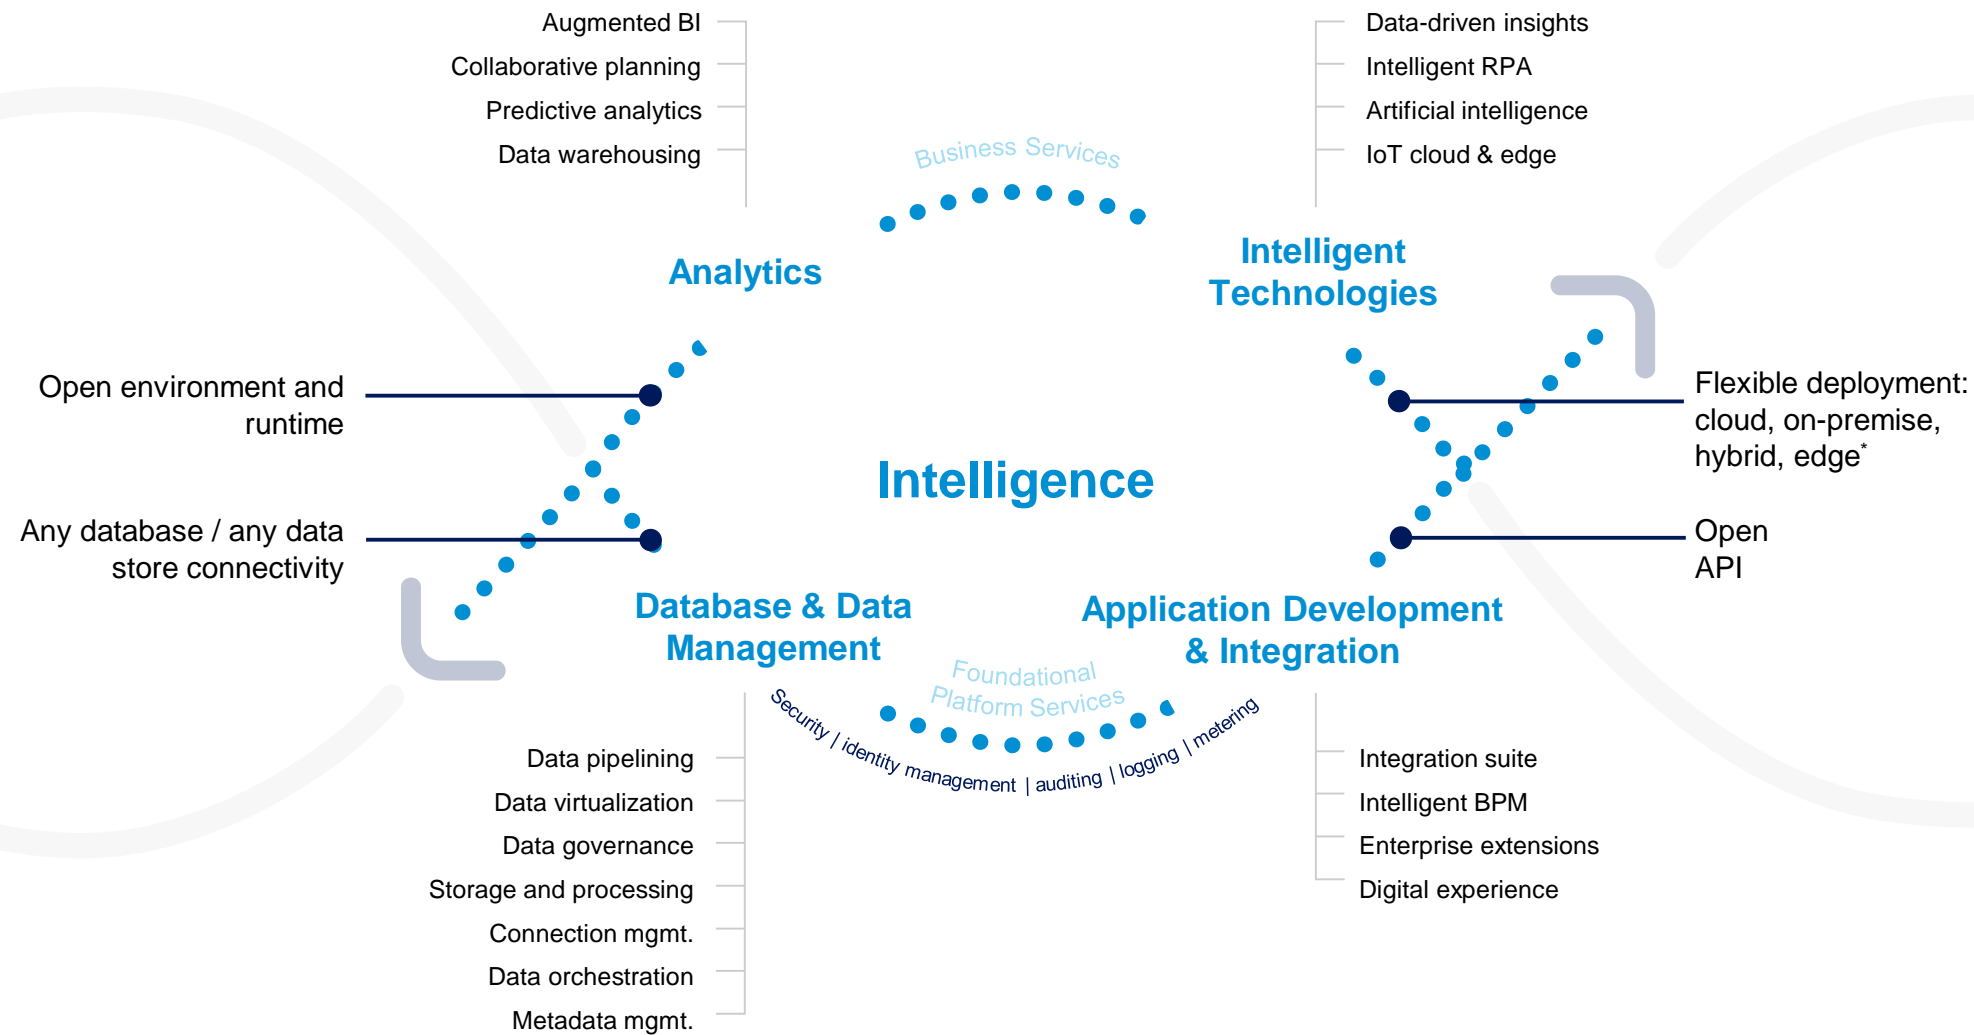 Augmented BI
Collaborative planning
Predictive analytics
Data warehousing
Data-driven insights
Intelligent RPA
Artificial intelligence
IoT cloud & edge
Business Services
Analytics
Intelligent
Technologies
Open environment and
runtime
Any database / any data
store connectivity
Intelligence
Flexible deployment:
cloud, on-premise,
hybrid, edge*
Open
API
Database & Data
Management
Application Development
& Integration
Foundational
Platform Services
Security | identity management | auditing | logging | metering
Data pipelining
Data virtualization
Data governance
Storage and processing
Connection mgmt.
Data orchestration
Metadata mgmt.
Integration suite
Intelligent BPM
Enterprise extensions
Digital experience